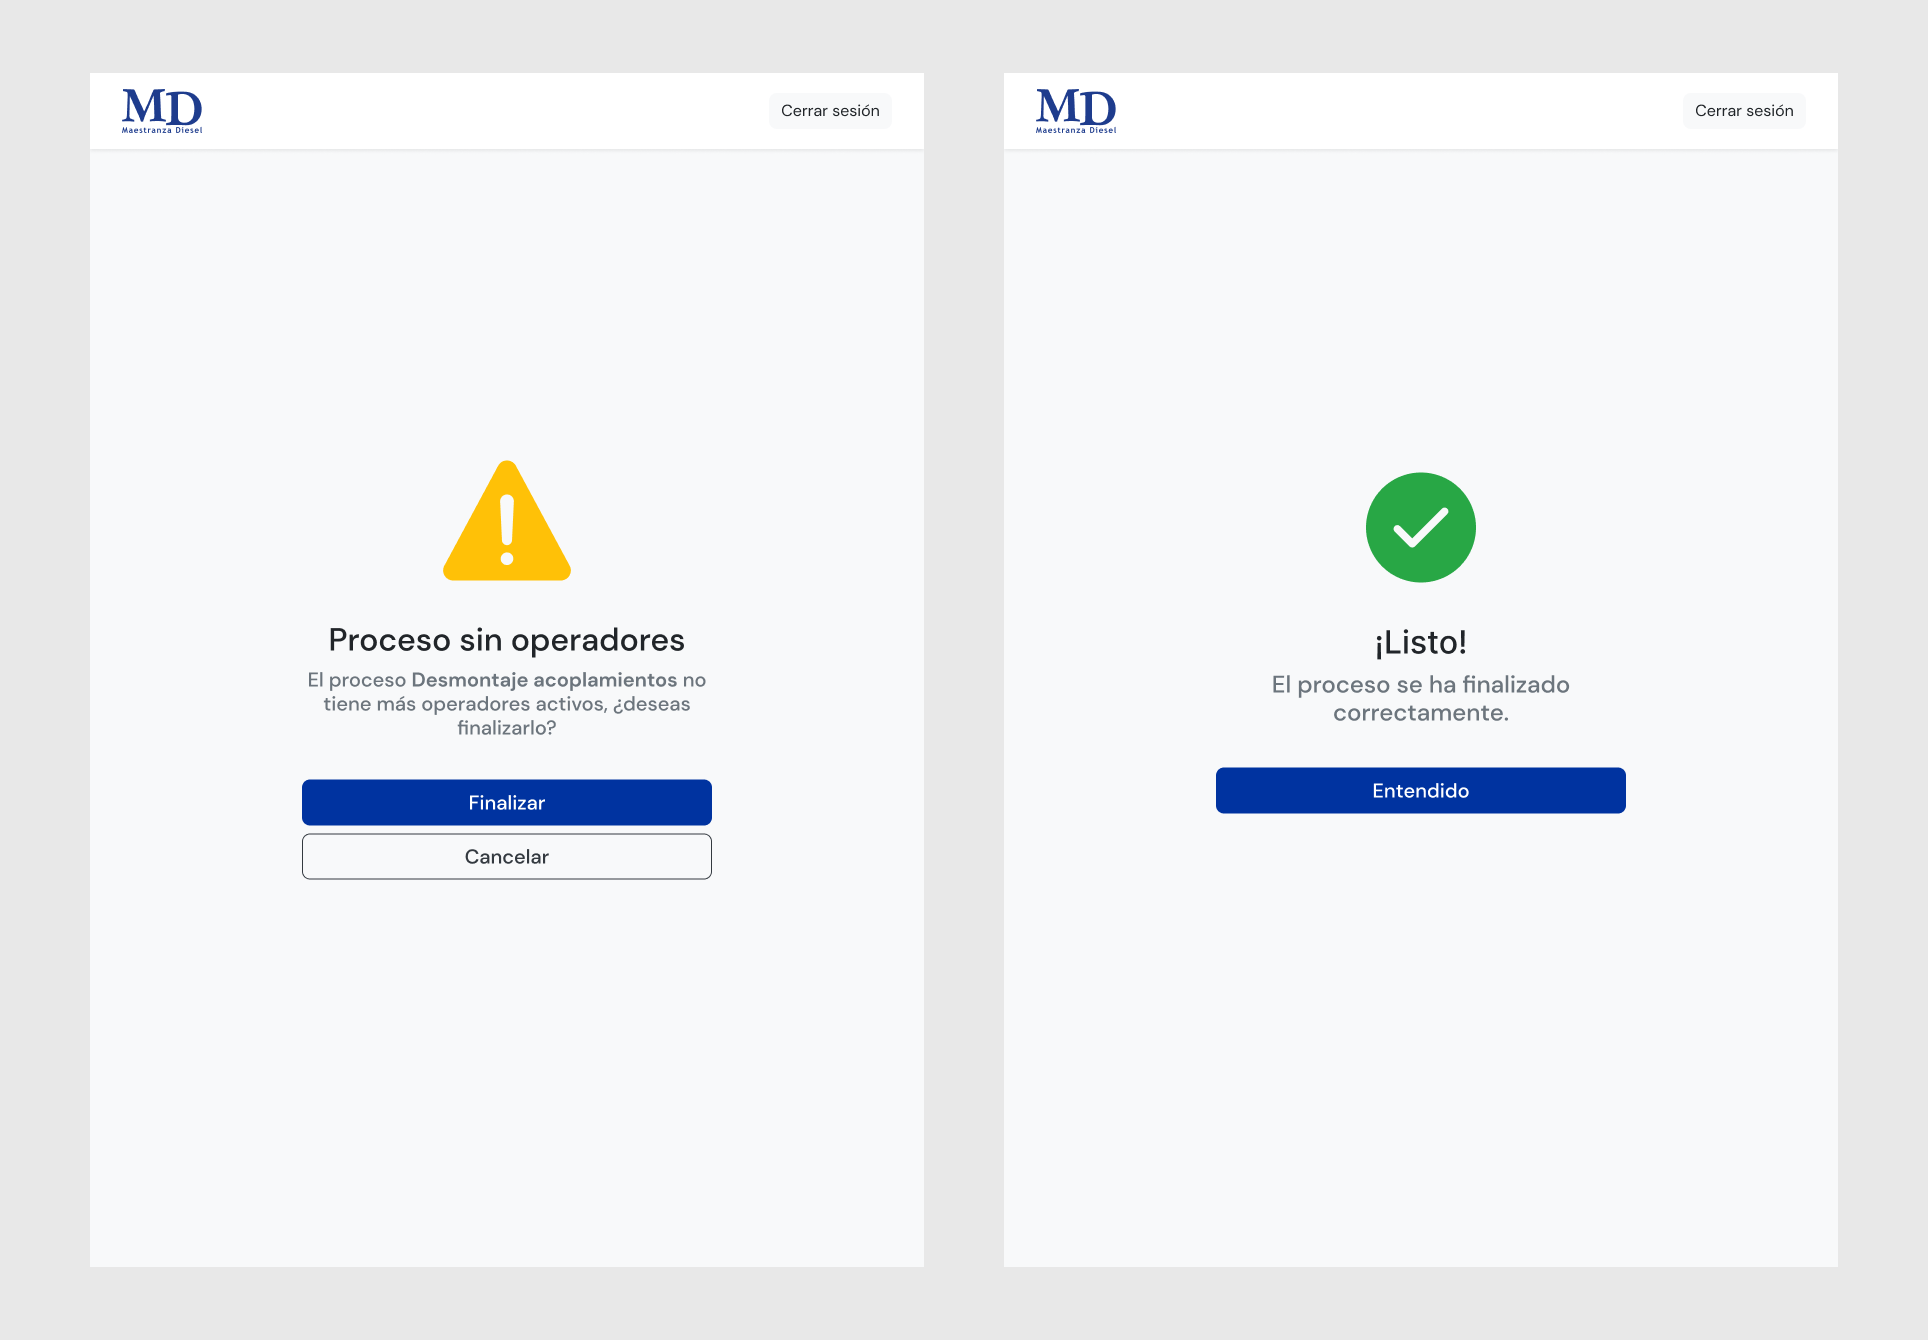 MD
Maestranza Diesel
Cerrar sesión
Proceso sin operadores
El proceso Desmontaje acoplamientos no
tiene más operadores activos, ¿deseas
finalizarlo?
Finalizar
Cancelar
MD
Maestranza Diesel
Cerrar sesión
¡Listo!
El proceso se ha finalizado
correctamente.
Entendido